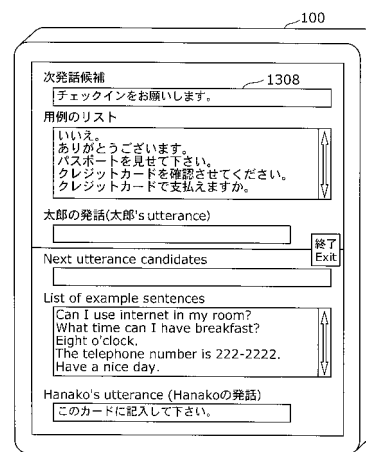 100
次発話候補
1308
チェックインをお願いします。
用例のリスト
いいえ。
ありがとうございます。
パスポートを見せて下さい。
クレジットカードを確認させてください。
クレジットカードで支払えますか。
太郎の発話(太郎's utterance)
終了
Exit
Next utterance candidates
List of example sentences
Can I use internet in my room?
What time can I have breakfast?
Eight o'clock.
The telephone number is 222-2222.
Have a nice day.
Hanako's utterance (Hanakoの発話)
このカードに記入して下さい。